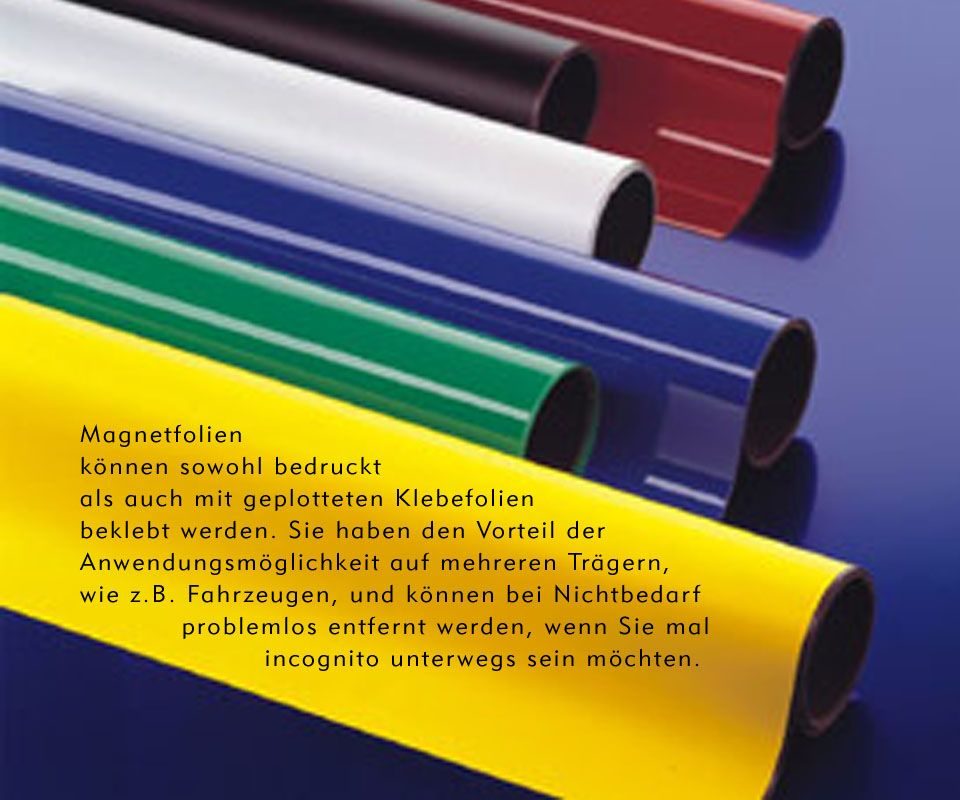 Magnetfolien
können sowohl bedruckt
als auch mit geplotteten Klebefolien
beklebt werden. Sie haben den Vorteil der
Anwendungsmöglichkeit auf mehreren Trägern,
wie z.B. Fahrzeugen, und können bei Nichtbedarf
problemlos entfernt werden, wenn Sie mal
incognito unterwegs sein möchten.